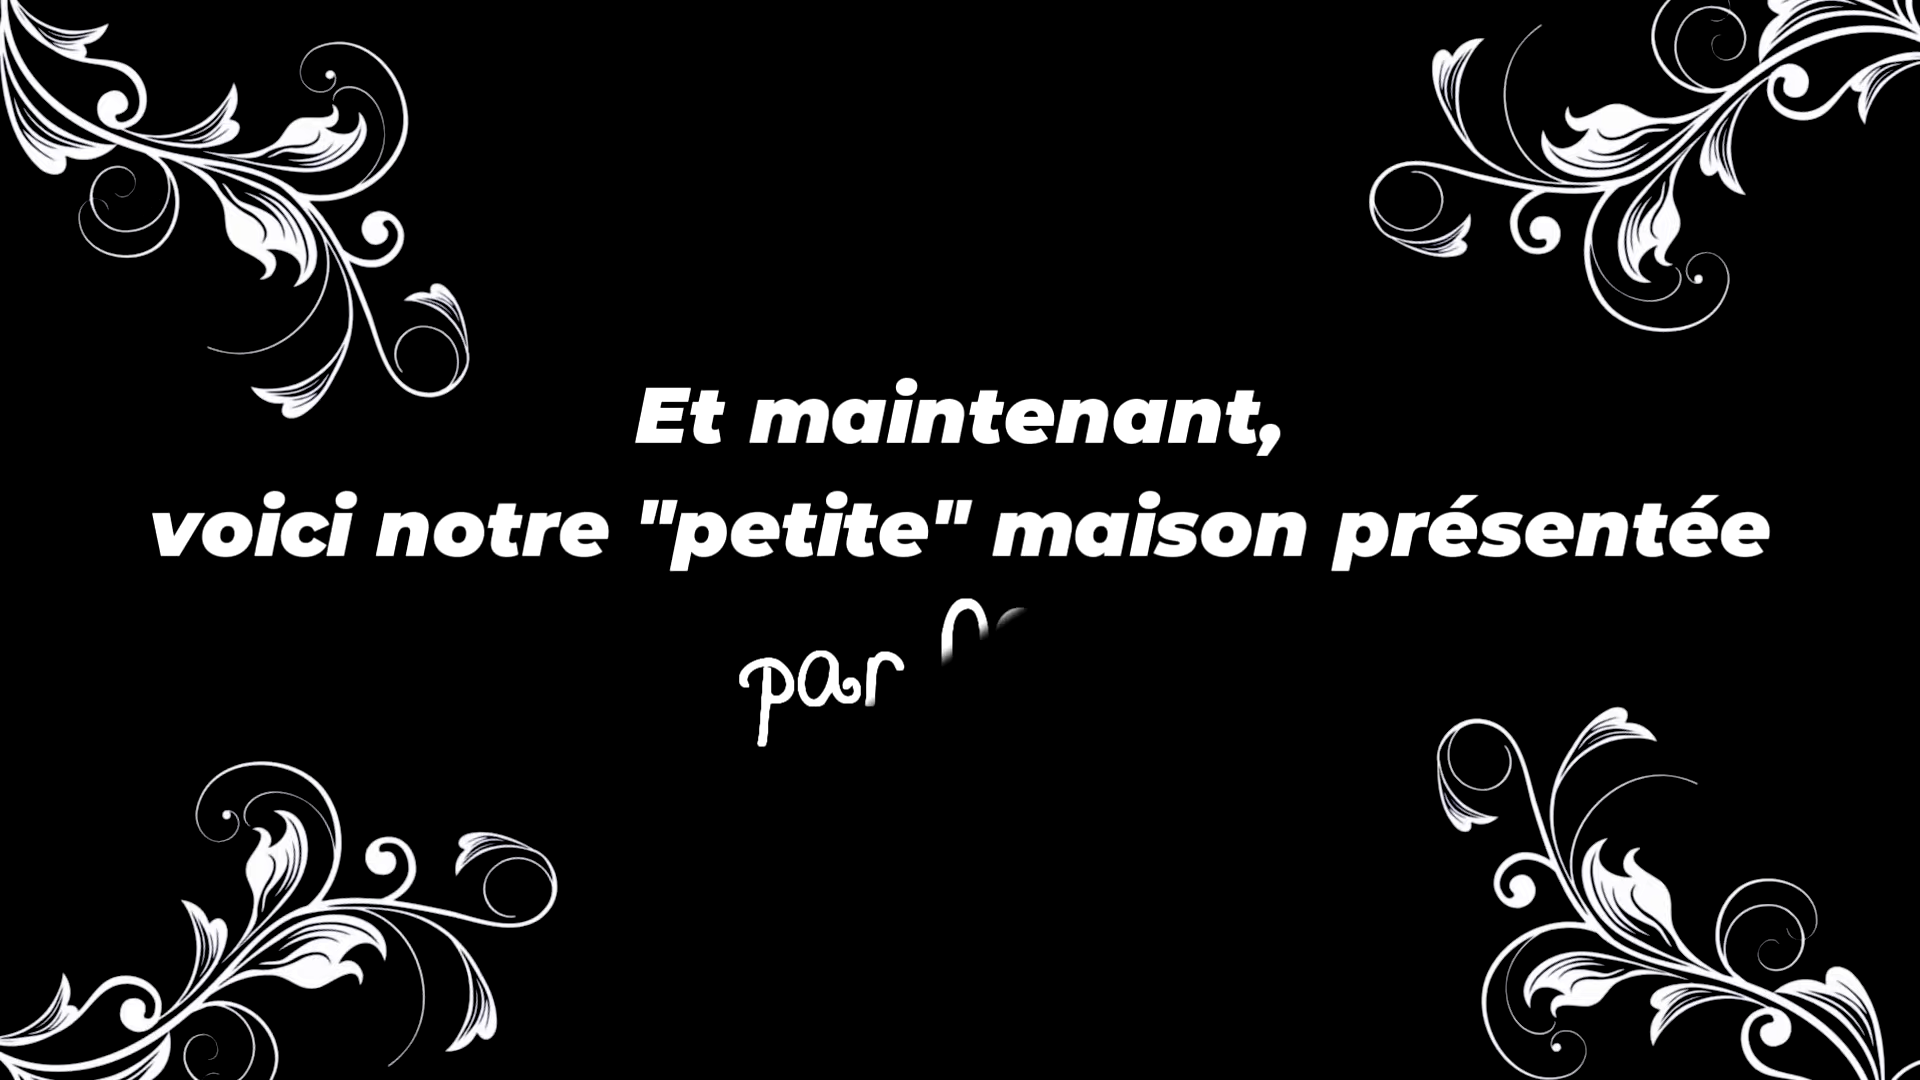 Et maintenant,
voici notre "petite" maison présentée
par